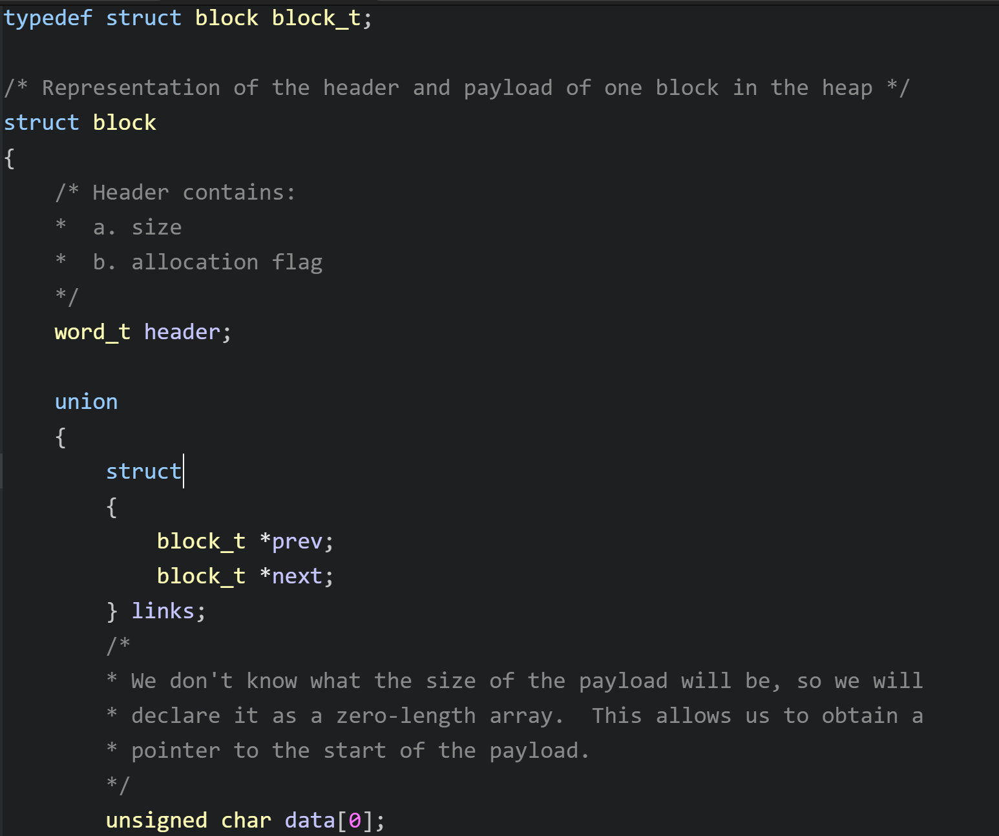 typedef struct block block_t;
/* Representation of the header and payload of one block in the heap */
struct block
{
    /* Header contains:
    *  a. size
    *  b. allocation flag
    */
    word_t header;
    union
    {
        struct
        {
            block_t *prev;
            block_t *next;
        } links;
        /*
        * We don't know what the size of the payload will be, so we will
        * declare it as a zero-length array.  This allows us to obtain a
        * pointer to the start of the payload.
        */
        unsigned char data[0];